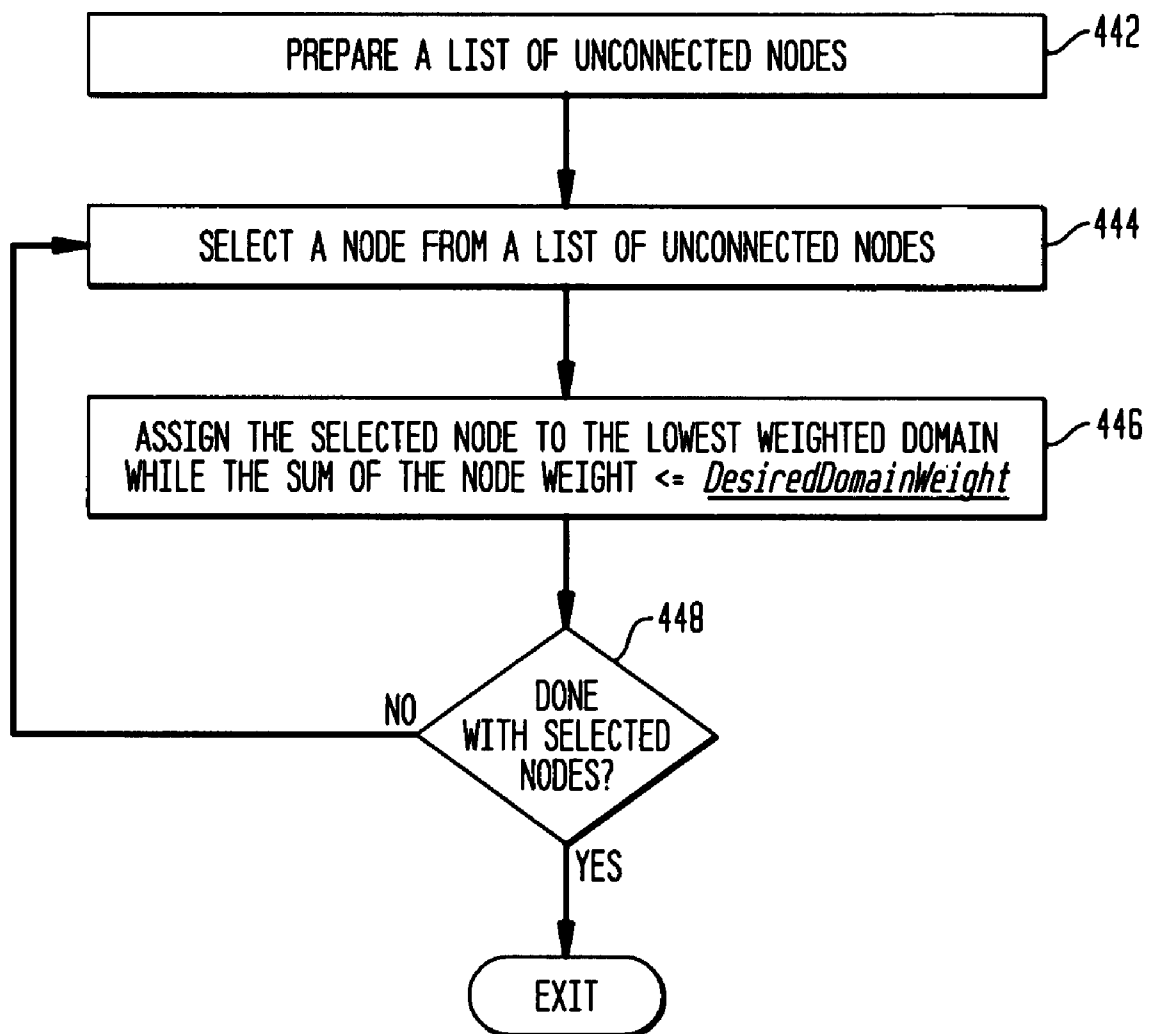 PREPARE A LIST OF UNCONNECTED NODES
442
SELECT A NODE FROM A LIST OF UNCONNECTED NODES
444
ASSIGN THE SELECTED NODE TO THE LOWEST WEIGHTED DOMAIN
WHILE THE SUM OF THE NODE WEIGHT <= DesiredDomainWeight
446
448
DONE
WITH SELECTED
NODES?
NO
YES
EXIT